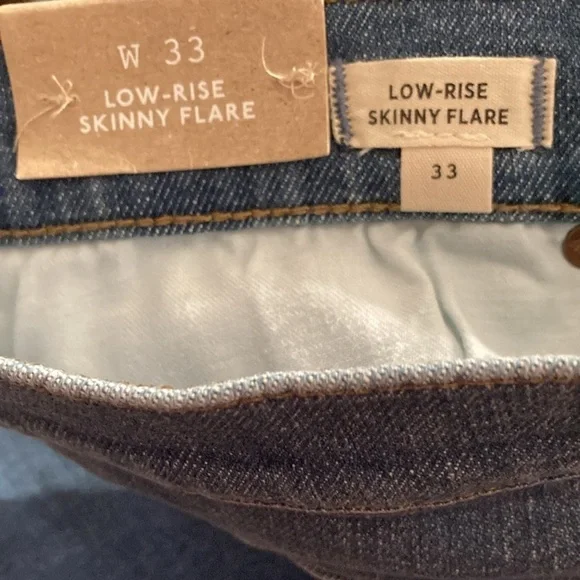 W 33
LOW-RISE
SKINNY FLARE
LOW-RISE
SKINNY FLARE
33